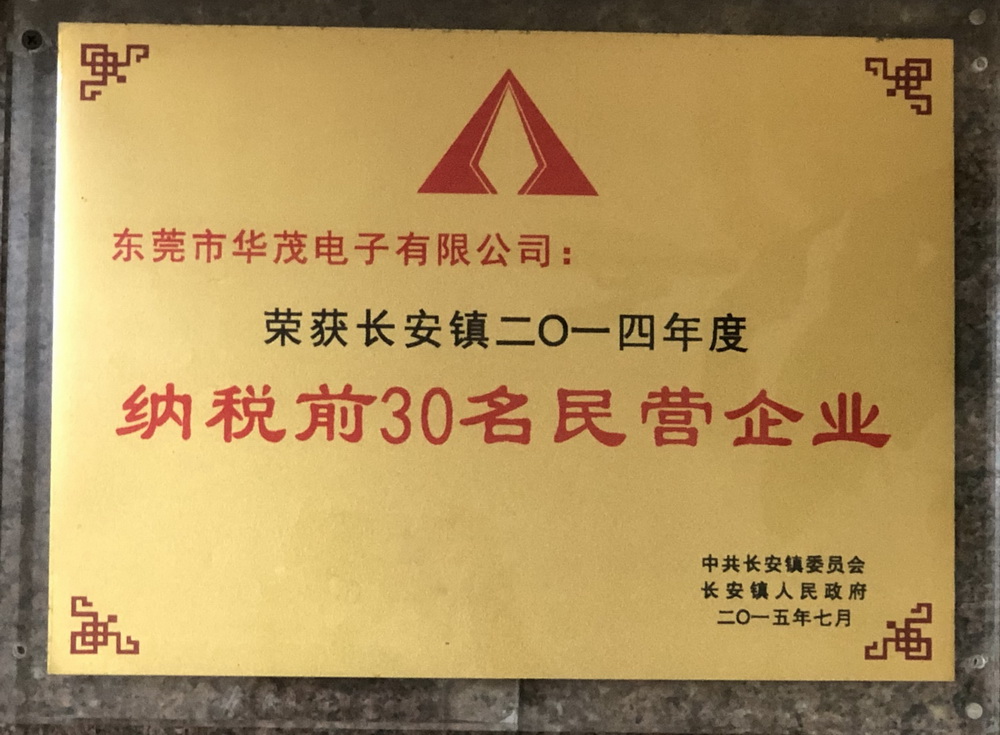 东莞市华茂电子有限公司：
荣获长安镇二〇一四年度
纳税前30名民营企业
中共长安镇委员会
长安镇人民政府
二〇一五年七月